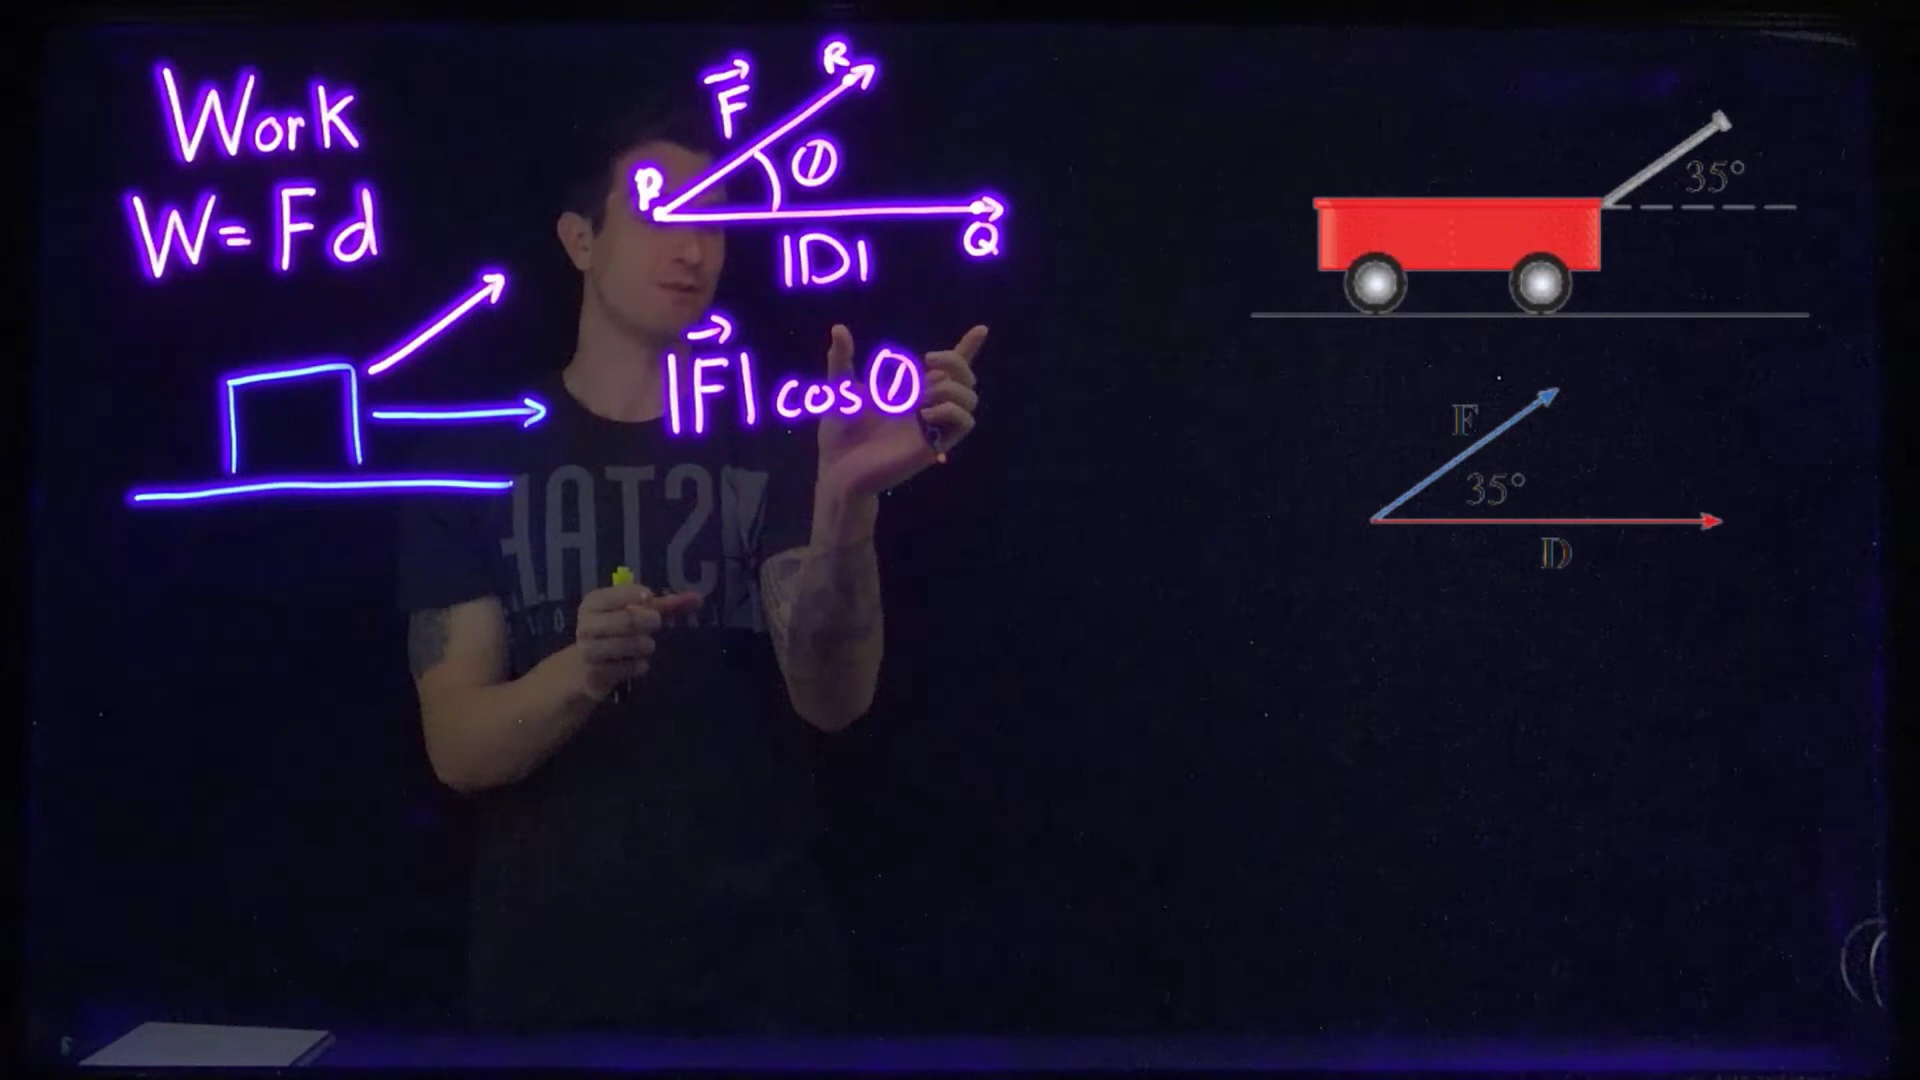 Work
W = Fd
F
R
P
θ
Q
|D|
|F| cosθ
35°
F
35°
D